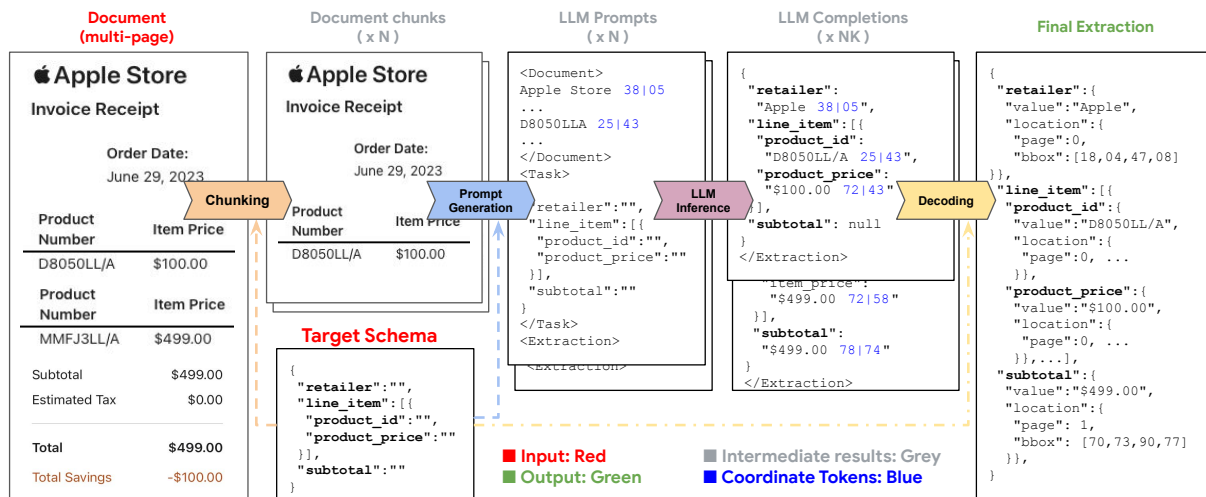 Document
(multi-page)
Apple Store
Invoice Receipt
Order Date:
June 29, 2023
Product
Number
Item Price
D8050LL/A
$100.00
Product
Number
Item Price
MMFJ3LL/A
$499.00
Subtotal
$499.00
Estimated Tax
$0.00
Total
$499.00
Total Savings
-$100.00
Chunking
Document chunks
( x N )
Apple Store
Invoice Receipt
Order Date:
June 29, 2023
Product
Number
Item Price
D8050LL/A
$100.00
Target Schema
{
"retailer":"",
"line_item":[{
"product_id":"",
"product_price":""
}],
"subtotal":""
}
Prompt
Generation
LLM Prompts
( x N )
<Document>
Apple Store 38|05
...
D8050LLA 25|43
...
</Document>
<Task>
"retailer":"",
"line_item":[{
"product_id":"",
"product_price":""
}],
"subtotal":""
}
</Task>
<Extraction>
<Extraction>
LLM
Inference
LLM Completions
( x NK )
{
"retailer":
"Apple 38|05",
"line_item":[{
"product_id":
"D8050LL/A 25|43",
"product_price":
"$100.00 72|43"
}],
"subtotal": null
}
</Extraction>
"item_price":
"$499.00 72|58"
}],
"subtotal":
"$499.00 78|74"
}
</Extraction>
Decoding
Final Extraction
{
"retailer":{
"value":"Apple",
"location":{
"page":0,
"bbox":[18,04,47,08]
}},
"line_item":[{
"product_id":{
"value":"D8050LL/A",
"location":{
"page":0, ...
}},
"product_price":{
"value":"$100.00",
"location":{
"page":0, ...
}},...],
"subtotal":{
"value":"$499.00",
"location":{
"page": 1,
"bbox": [70,73,90,77]
}},
}
Input: Red
Output: Green
Intermediate results: Grey
Coordinate Tokens: Blue